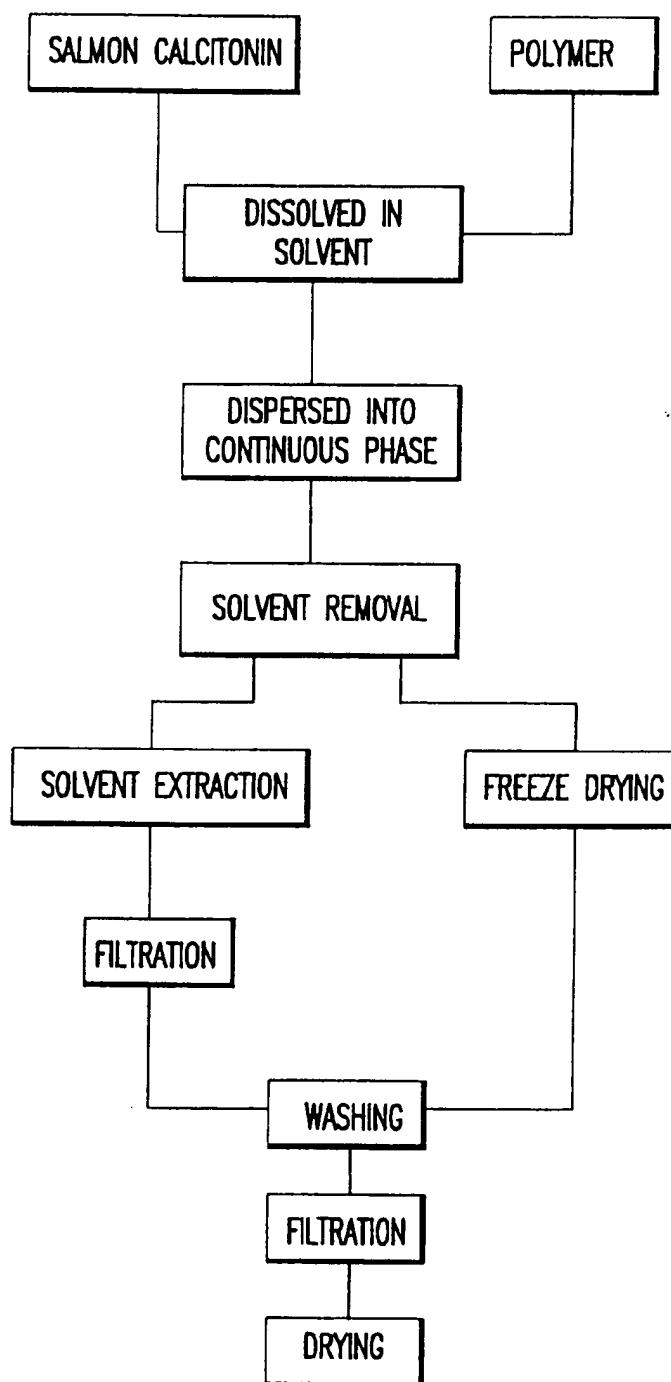 SALMON CALCITONIN
POLYMER
DISSOLVED IN
SOLVENT
DISPERSED INTO
CONTINUOUS PHASE
SOLVENT REMOVAL
SOLVENT EXTRACTION
FREEZE DRYING
FILTRATION
WASHING
FILTRATION
DRYING